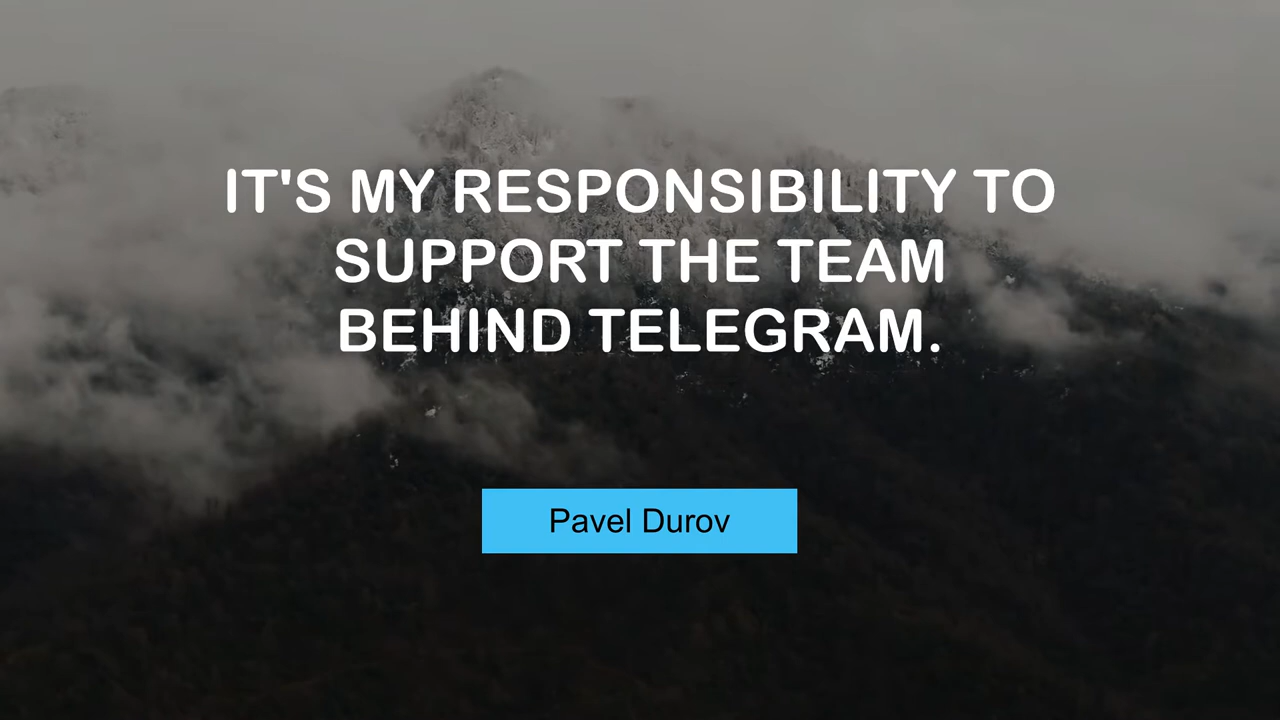 IT'S MY RESPONSIBILITY TO
SUPPORT THE TEAM
BEHIND TELEGRAM.
Pavel Durov